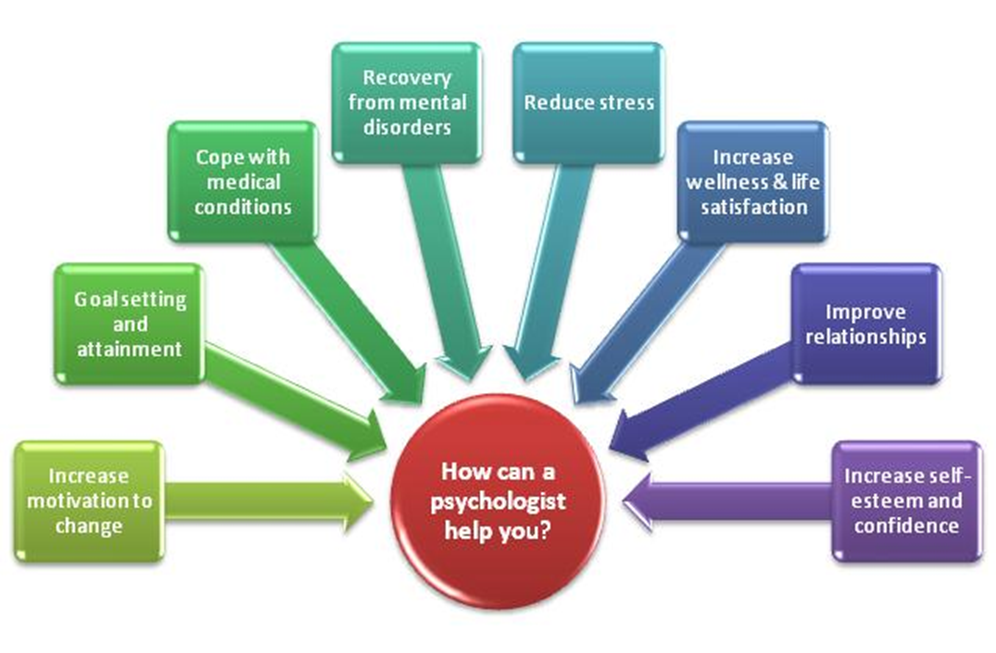 Recovery
from mental
disorders
Reduce stress
Cope with
medical
conditions
Increase
wellness & life
satisfaction
Goal setting
and
attainment
Improve
relationships
Increase
motivation to
change
How can a
psychologist
help you?
Increase self-
esteem and
confidence